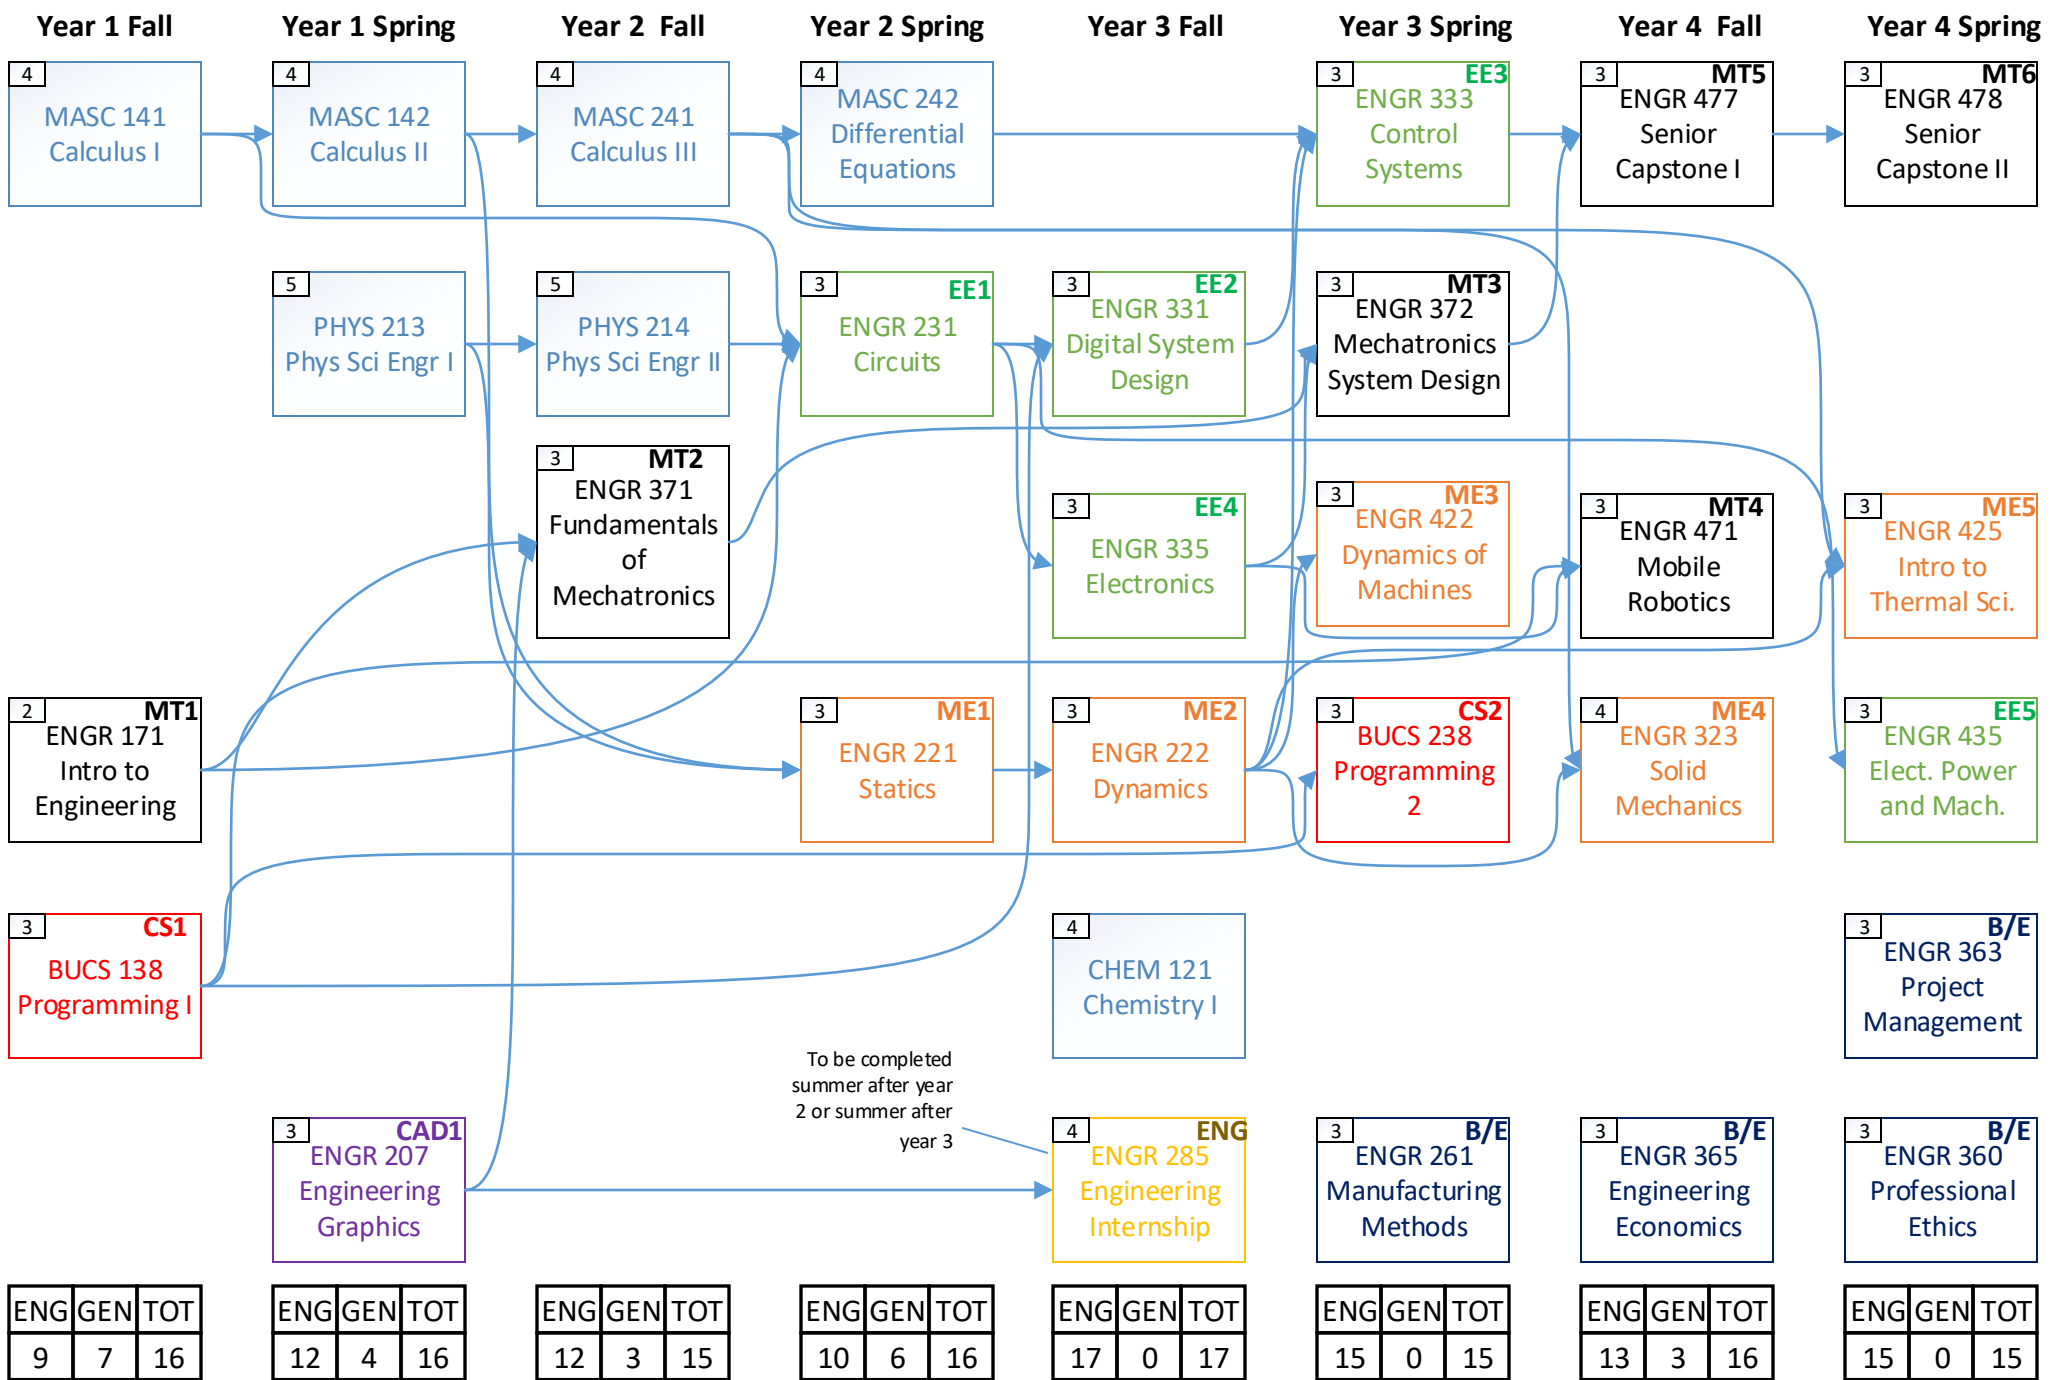 Year 1 Fall
Year 1 Spring
Year 2 Fall
Year 2 Spring
Year 3 Fall
Year 3 Spring
Year 4 Fall
Year 4 Spring
4
MASC 141
Calculus I
4
MASC 142
Calculus II
4
MASC 241
Calculus III
4
MASC 242
Differential
Equations
3
EE3
ENGR 333
Control
Systems
3
MT5
ENGR 477
Senior
Capstone I
3
MT6
ENGR 478
Senior
Capstone II
5
PHYS 213
Phys Sci Engr I
5
PHYS 214
Phys Sci Engr II
3
EE1
ENGR 231
Circuits
3
EE2
ENGR 331
Digital System
Design
3
MT3
ENGR 372
Mechatronics
System Design
3
MT2
ENGR 371
Fundamentals
of
Mechatronics
3
EE4
ENGR 335
Electronics
3
ME3
ENGR 422
Dynamics of
Machines
3
MT4
ENGR 471
Mobile
Robotics
3
ME5
ENGR 425
Intro to
Thermal Sci.
2
MT1
ENGR 171
Intro to
Engineering
3
ME1
ENGR 221
Statics
3
ME2
ENGR 222
Dynamics
3
CS2
BUCS 238
Programming
2
4
ME4
ENGR 323
Solid
Mechanics
3
EE5
ENGR 435
Elect. Power
and Mach.
3
CS1
BUCS 138
Programming I
4
CHEM 121
Chemistry I
3
B/E
ENGR 363
Project
Management
To be completed
summer after year
2 or summer after
year 3
3
CAD1
ENGR 207
Engineering
Graphics
4
ENG
ENGR 285
Engineering
Internship
3
B/E
ENGR 261
Manufacturing
Methods
3
B/E
ENGR 365
Engineering
Economics
3
B/E
ENGR 360
Professional
Ethics
ENG GEN TOT
9 7 16
ENG GEN TOT
12 4 16
ENG GEN TOT
12 3 15
ENG GEN TOT
10 6 16
ENG GEN TOT
17 0 17
ENG GEN TOT
15 0 15
ENG GEN TOT
13 3 16
ENG GEN TOT
15 0 15